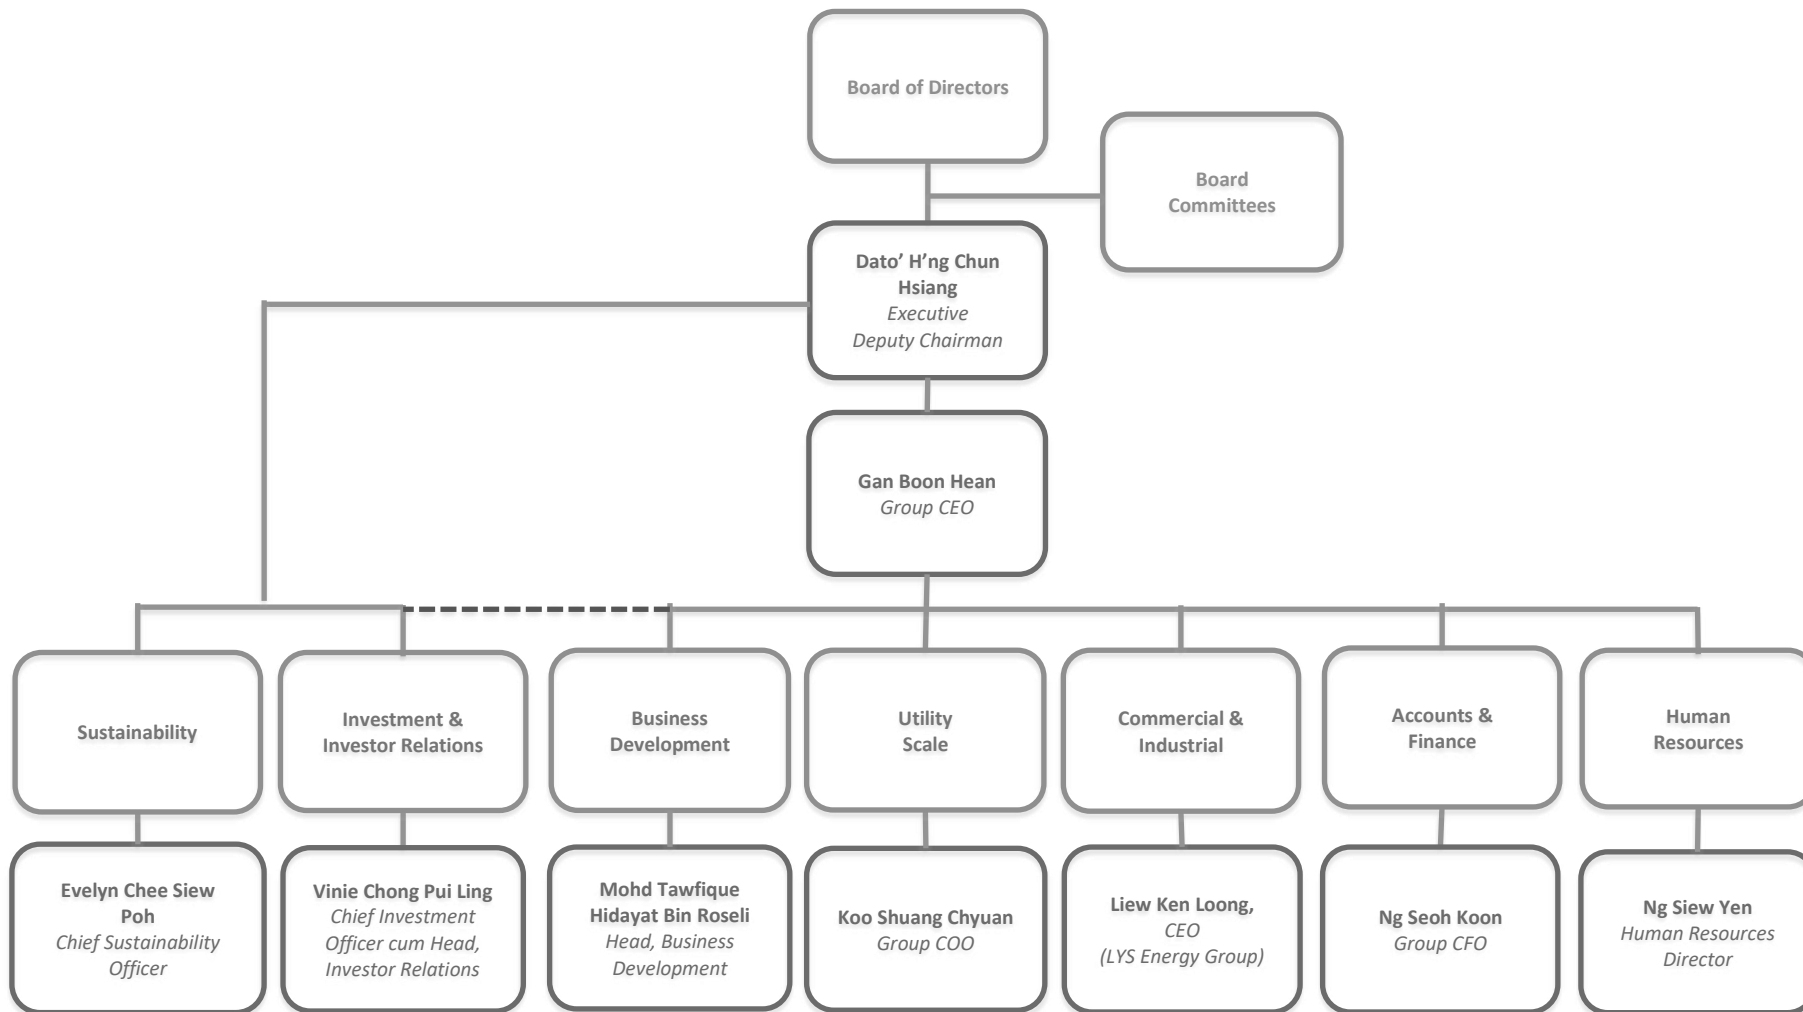 Board of Directors
Board
Committees
Dato’ H’ng Chun
Hsiang
Executive
Deputy Chairman
Gan Boon Hean
Group CEO
Sustainability
Investment &
Investor Relations
Business
Development
Utility
Scale
Commercial &
Industrial
Accounts &
Finance
Human
Resources
Evelyn Chee Siew
Poh
Chief Sustainability
Officer
Vinie Chong Pui Ling
Chief Investment
Officer cum Head,
Investor Relations
Mohd Tawfique
Hidayat Bin Roseli
Head, Business
Development
Koo Shuang Chyuan
Group COO
Liew Ken Loong,
CEO
(LYS Energy Group)
Ng Seoh Koon
Group CFO
Ng Siew Yen
Human Resources
Director